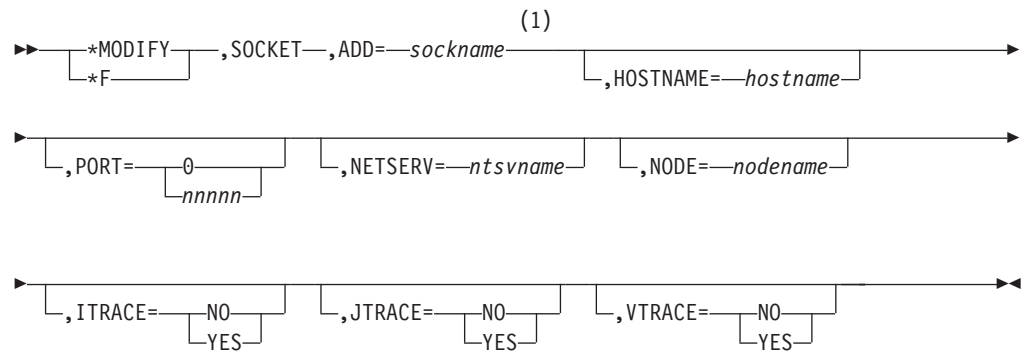 (1)
*MODIFY ,SOCKET ,ADD= sockname
*F ,HOSTNAME= hostname
,PORT= 0 ,NETSERV= ntsvname ,NODE= nodename
nnnnn
,ITRACE= NO ,JTRACE= NO ,VTRACE= NO
YES YES YES